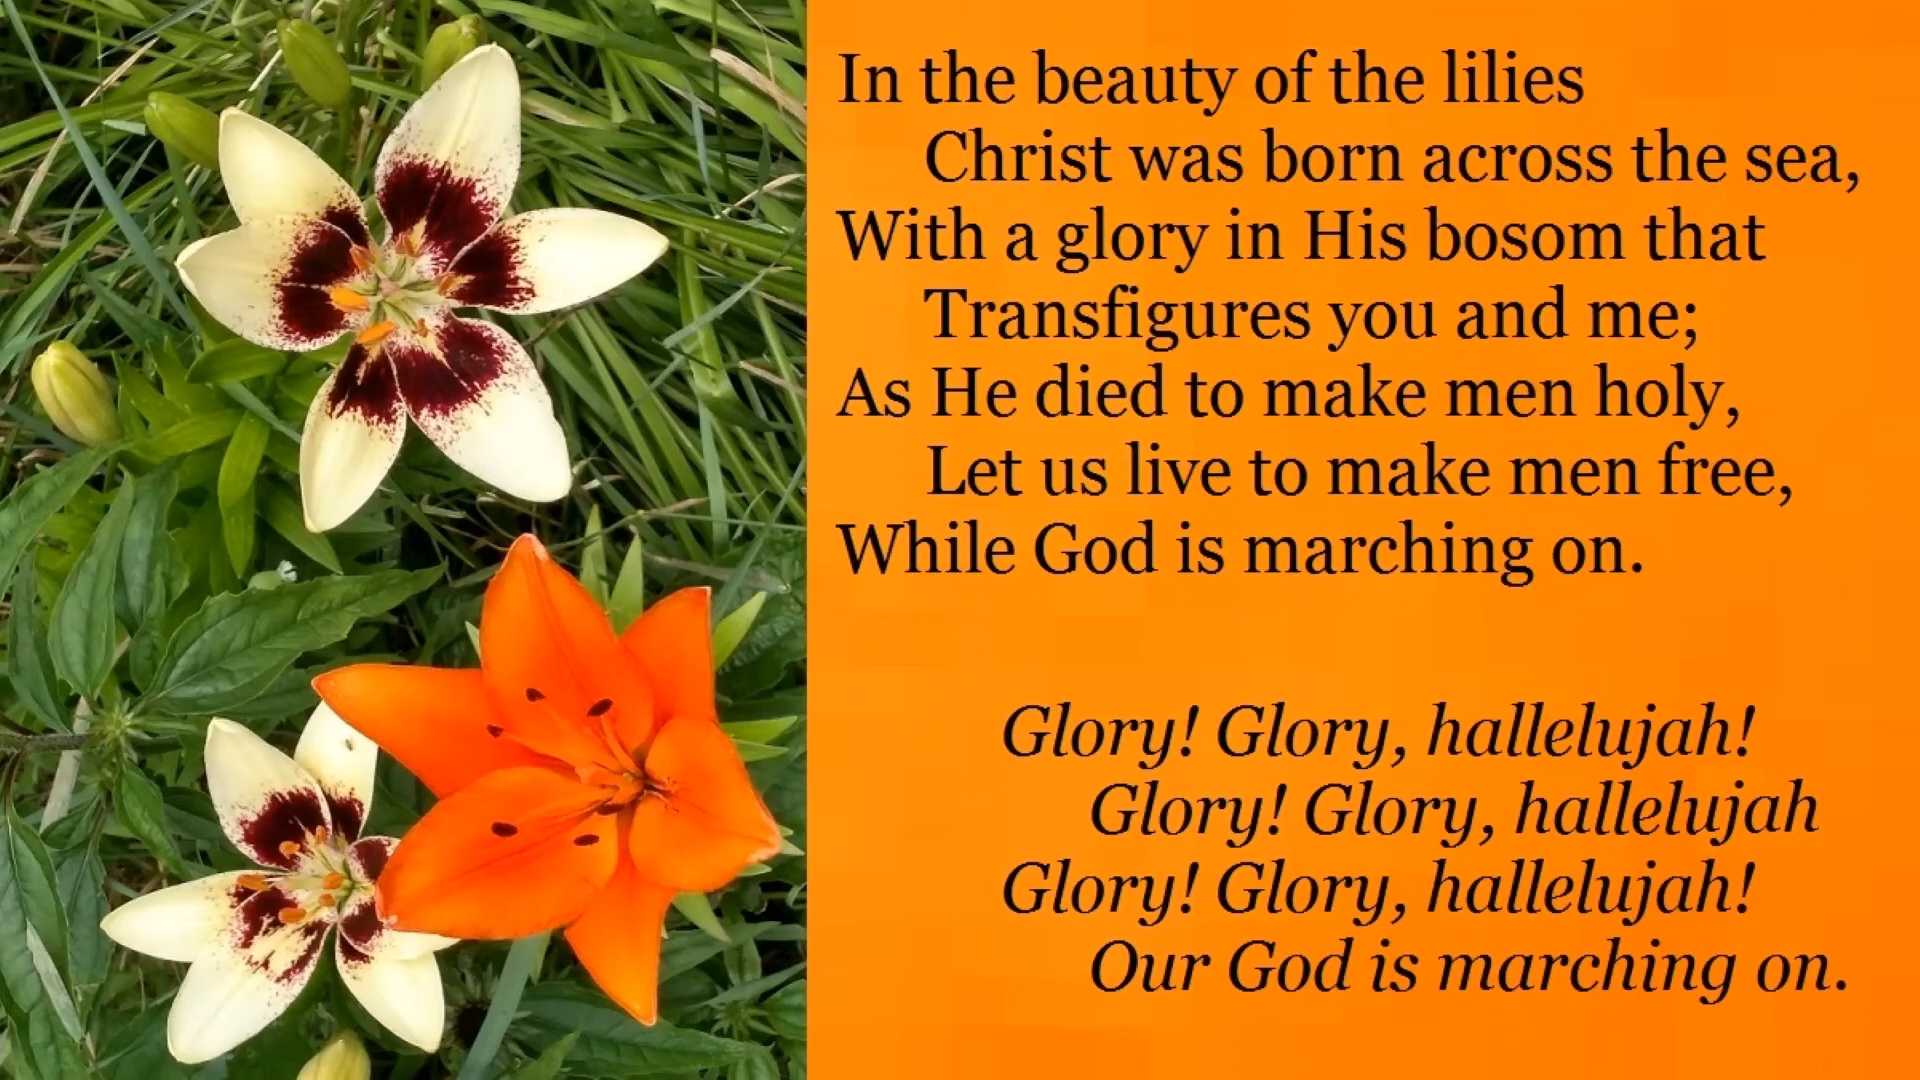 In the beauty of the lilies
Christ was born across the sea,
With a glory in His bosom that
Transfigures you and me;
As He died to make men holy,
Let us live to make men free,
While God is marching on.
Glory! Glory, hallelujah!
Glory! Glory, hallelujah
Glory! Glory, hallelujah!
Our God is marching on.